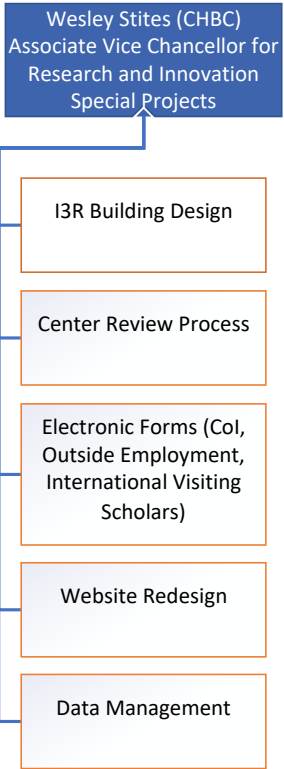 Wesley Stites (CHBC)
Associate Vice Chancellor for
Research and Innovation
Special Projects
I3R Building Design
Center Review Process
Electronic Forms (CoI,
Outside Employment,
International Visiting
Scholars)
Website Redesign
Data Management